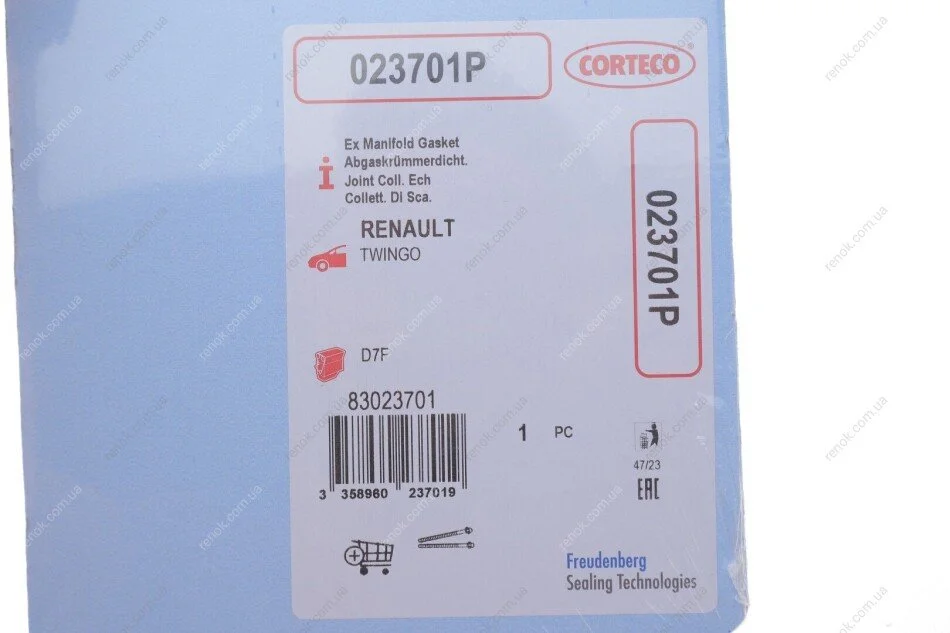 023701P
CORTECO
Ex Manifold Gasket
Abgaskrümmerdicht.
Joint Coll. Ech
Collett. Di Sca.
RENAULT
TWINGO
023701P
D7F
83023701
1 PC
3 358960 237019
47/23
EAC
Freudenberg
Sealing Technologies
renok.com.ua